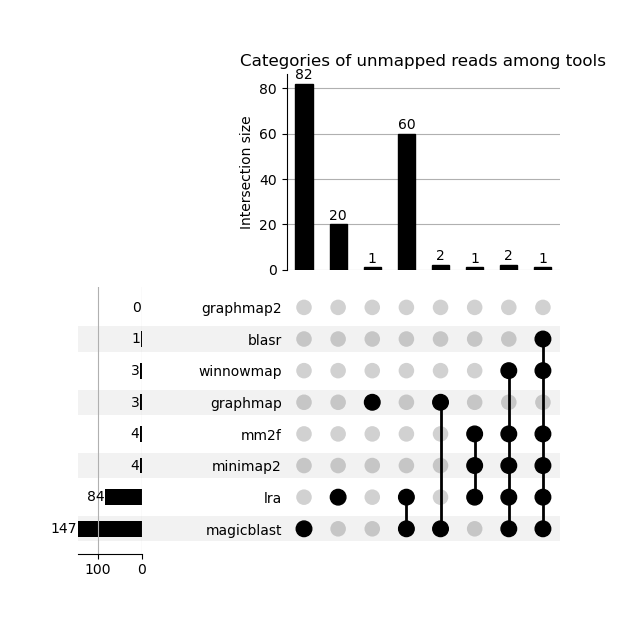 Categories of unmapped reads among tools
82
80
60
60
Intersection size
40
20
20
1
2
1
2
1
0
0 graphmap2
1 blasr
3 winnowmap
3 graphmap
4 mm2f
4 minimap2
84 lra
147 magicblast
100 0